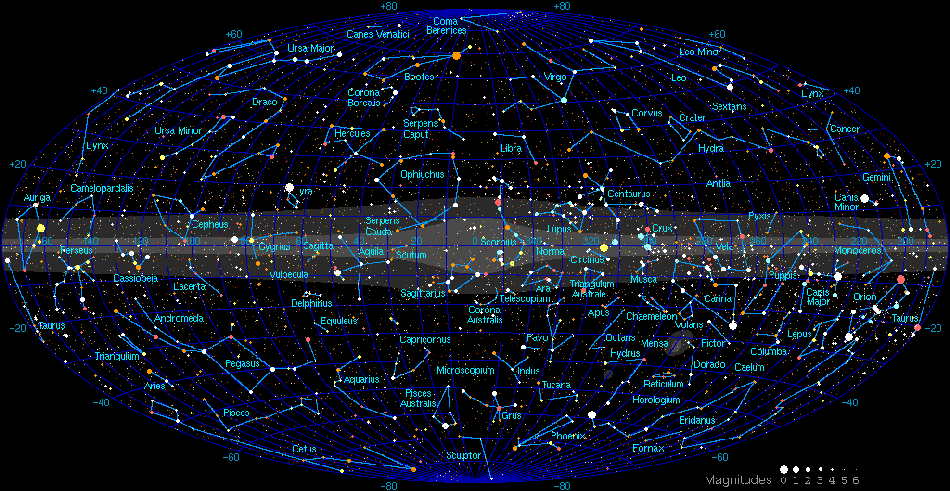 +80 +80
Coma
Berenices
Canes Venatici
+60 +60
Ursa Major
Leo Minor
Bootes
Virgo
Leo
+40 +40
Corona
Borealis
Lynx
Draco
Sextans
Corvus
Crater
Serpens
Caput
Ursa Minor
Hercules
Cancer
Lynx
Libra
Hydra
+20 +20
Ophiuchus
Gemini
Camelopardalis
Antlia
Lyra
Centaurus
Auriga
Canis
Minor
Cepheus
Serpens
Cauda
Pyxis
Lupus
Crux
Perseus
Cygnus
Sagitta
Aquila
Scutum
Scorpius
Norma
Circinus
Vela
Monoceros
Cassiopeia
Vulpecula
Musca
Puppis
Lacerta
Sagittarius
Ara
Triangulum
Australe
Delphinus
Telescopium
Carina
Canis
Major
Orion
Corona
Australis
Apus
Chamaeleon
Volans
Taurus
Andromeda
Equuleus
Taurus
-20 -20
Capricornus
Pavo
Octans
Mensa
Pictor
Lepus
Columba
Triangulum
Hydrus
Dorado
Caelum
Pegasus
Microscopium
Indus
Aries
Aquarius
Tucana
Reticulum
Pisces
Australis
Horologium
-40 -40
Pisces
Grus
Eridanus
Phoenix
Cetus
Sculptor
Fornax
-60 -60
Magnitudes 0 1 2 3 4 5 6
-80 -80